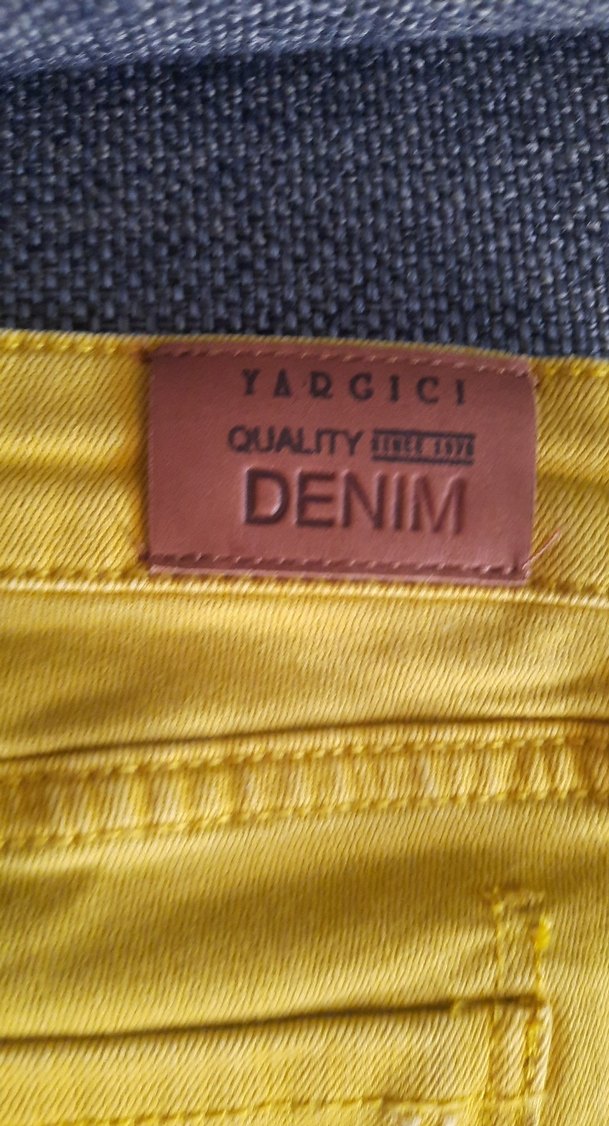 YARGICI
QUALITY SINCE 1978
DENIM